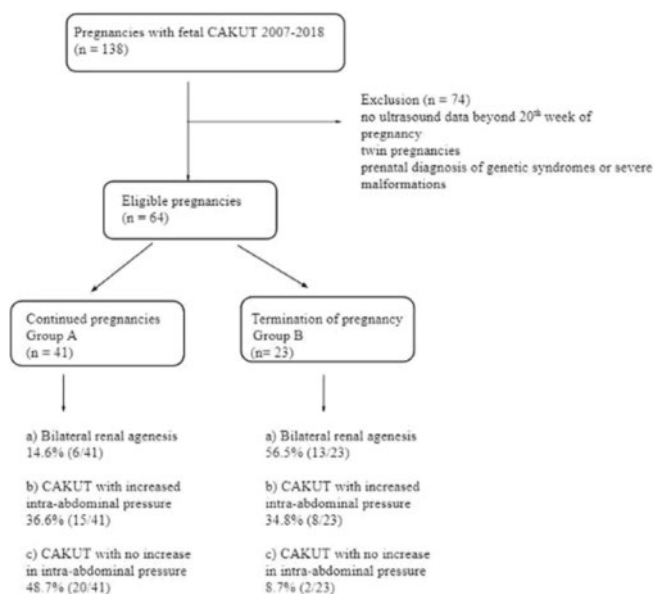 Pregnancies with fetal CAKUT 2007-2018
(n = 138)
Exclusion (n = 74)
no ultrasound data beyond 20th week of
pregnancy
twin pregnancies
prenatal diagnosis of genetic syndromes or severe
malformations
Eligible pregnancies
(n = 64)
Continued pregnancies
Group A
(n = 41)
Termination of pregnancy
Group B
(n= 23)
a) Bilateral renal agenesis
14.6% (6/41)
b) CAKUT with increased
intra-abdominal pressure
36.6% (15/41)
c) CAKUT with no increase
in intra-abdominal pressure
48.7% (20/41)
a) Bilateral renal agenesis
56.5% (13/23)
b) CAKUT with increased
intra-abdominal pressure
34.8% (8/23)
c) CAKUT with no increase
in intra-abdominal pressure
8.7% (2/23)